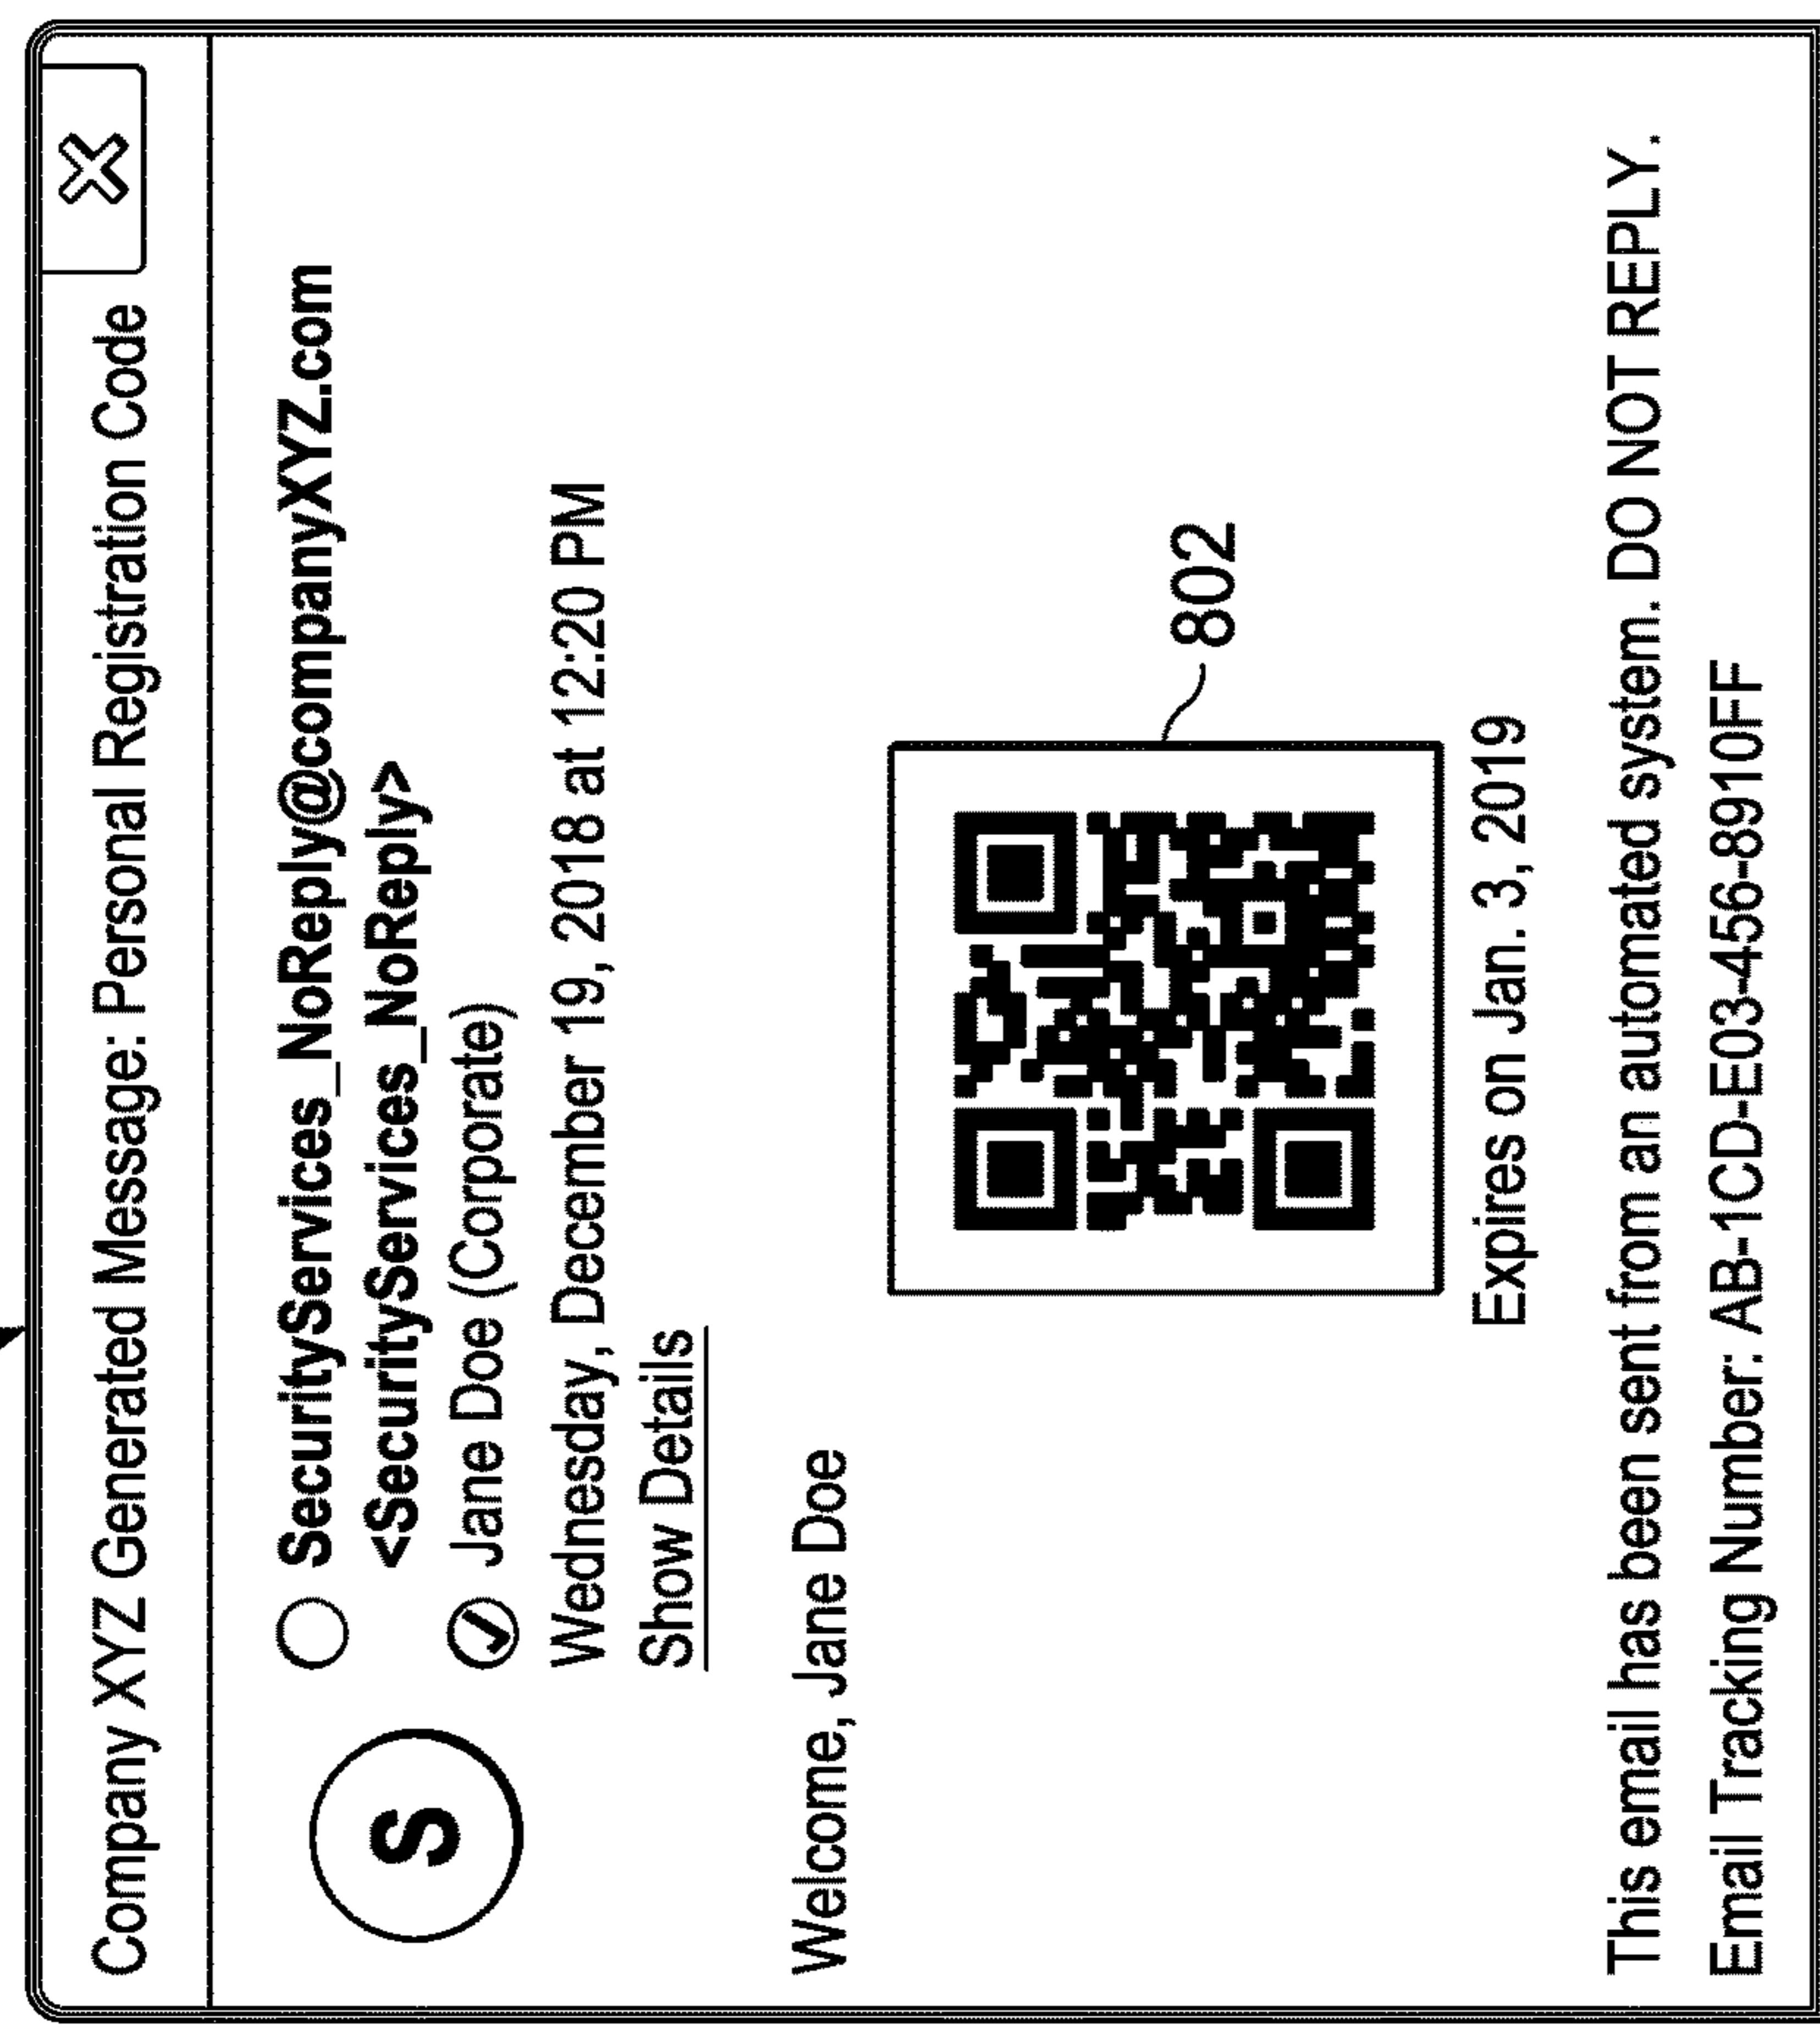 Company XYZ Generated Message: Personal Registration Code
S
SecurityServices_NoReply@companyXYZ.com
<SecurityServices_NoReply>
Jane Doe (Corporate)
Wednesday, December 19, 2018 at 12:20 PM
Show Details
Welcome, Jane Doe
802
Expires on Jan. 3, 2019
This email has been sent from an automated system. DO NOT REPLY.
Email Tracking Number: AB-1CD-E03-456-8910FF